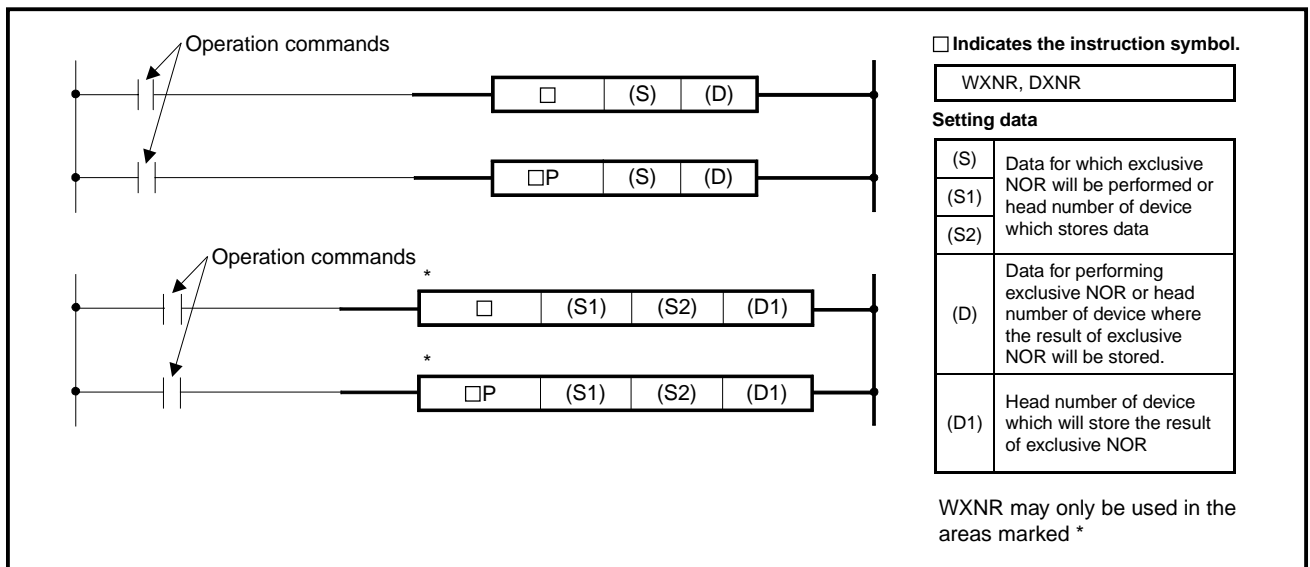 Operation commands
□ (S) (D)
□P (S) (D)
Operation commands
*
□ (S1) (S2) (D1)
*
□P (S1) (S2) (D1)
□ Indicates the instruction symbol.
WXNR, DXNR
Setting data
(S)
(S1)
(S2)
Data for which exclusive
NOR will be performed or
head number of device
which stores data
(D)
Data for performing
exclusive NOR or head
number of device where
the result of exclusive
NOR will be stored.
(D1)
Head number of device
which will store the result
of exclusive NOR
WXNR may only be used in the
areas marked *